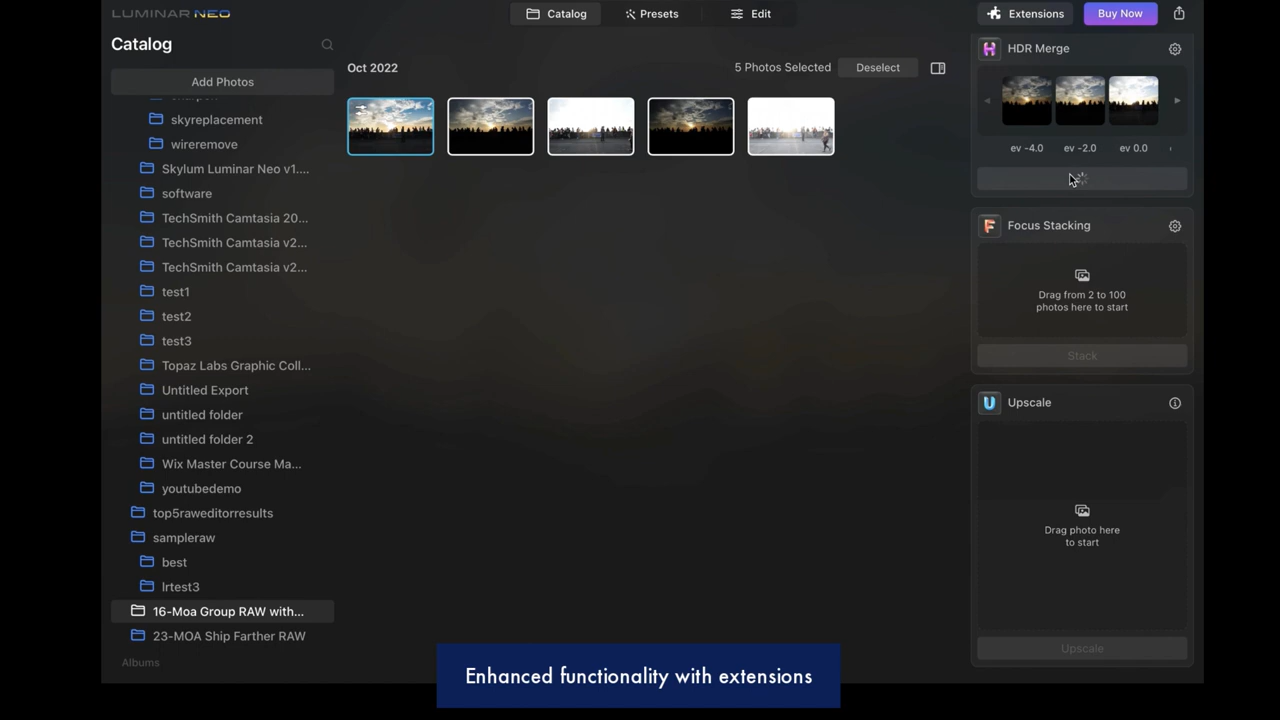 LUMINAR NEO
Catalog
Presets
Edit
Extensions
Buy Now
Catalog
Add Photos
sharpen
skyreplacement
wireremove
Skylum Luminar Neo v1....
software
TechSmith Camtasia 20...
TechSmith Camtasia v2...
TechSmith Camtasia v2...
test1
test2
test3
Topaz Labs Graphic Coll...
Untitled Export
untitled folder
untitled folder 2
Wix Master Course Ma...
youtubedemo
top5raweditorresults
sampleraw
best
lrtest3
16-Moa Group RAW with...
23-MOA Ship Farther RAW
Albums
Oct 2022
5 Photos Selected
Deselect
HDR Merge
ev -4.0
ev -2.0
ev 0.0
Focus Stacking
Drag from 2 to 100
photos here to start
Stack
Upscale
Drag photo here
to start
Upscale
Enhanced functionality with extensions